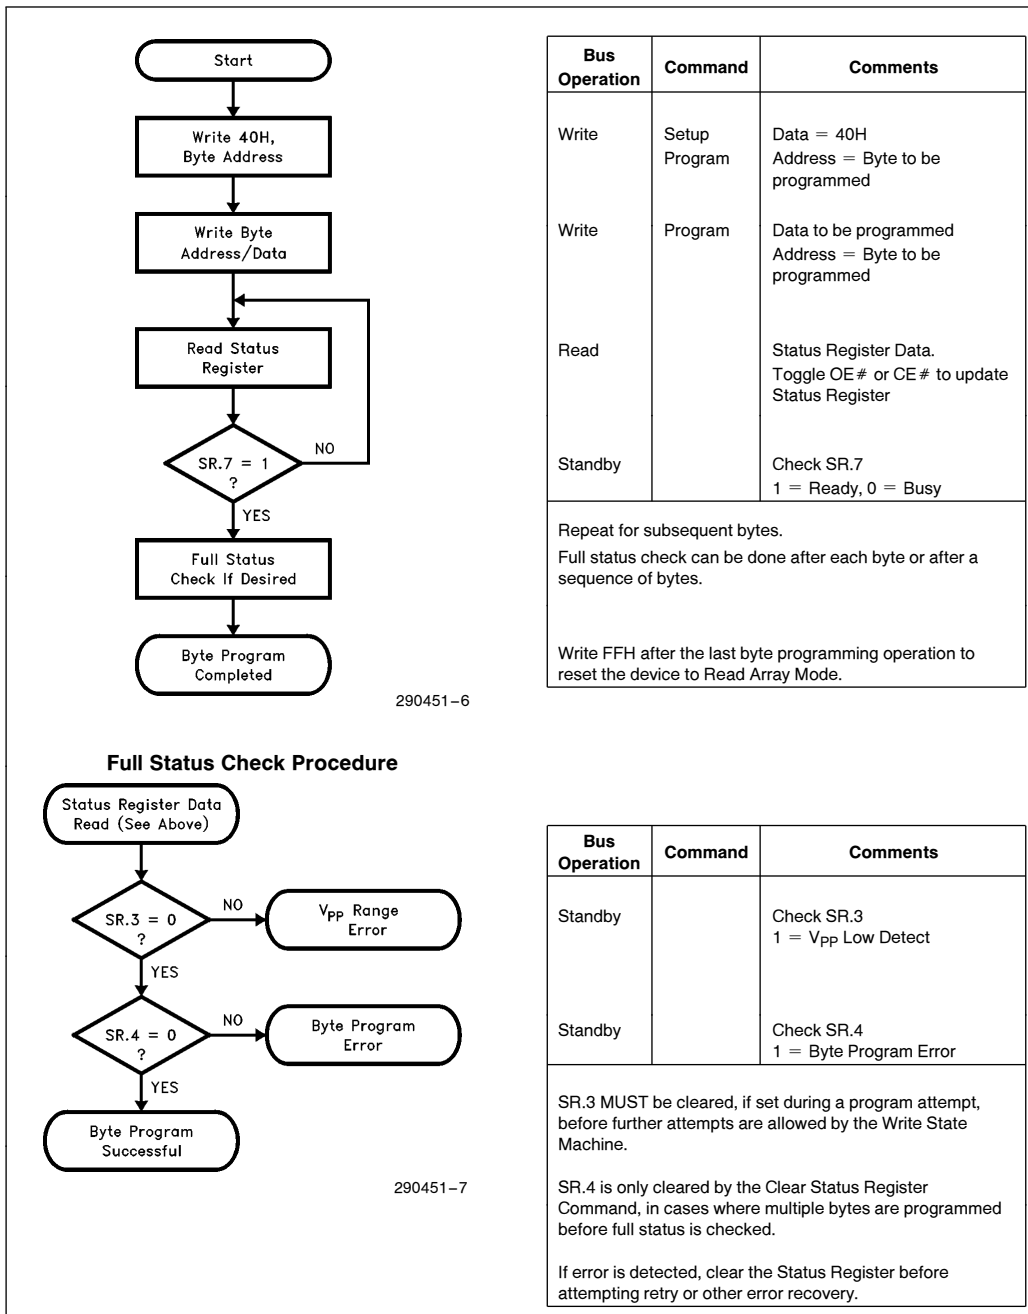 Start
Write 40H,
Byte Address
Write Byte
Address/Data
Read Status
Register
SR.7 = 1
?
NO
YES
Full Status
Check If Desired
Byte Program
Completed
290451–6
Bus
Operation
Command
Comments
Write
Setup
Program
Data = 40H
Address = Byte to be
programmed
Write
Program
Data to be programmed
Address = Byte to be
programmed
Read
Status Register Data.
Toggle OE# or CE# to update
Status Register
Standby
Check SR.7
1 = Ready, 0 = Busy
Repeat for subsequent bytes.
Full status check can be done after each byte or after a
sequence of bytes.
Write FFH after the last byte programming operation to
reset the device to Read Array Mode.
Full Status Check Procedure
Status Register Data
Read (See Above)
SR.3 = 0
?
NO
VPP Range
Error
YES
SR.4 = 0
?
NO
Byte Program
Error
YES
Byte Program
Successful
290451–7
Bus
Operation
Command
Comments
Standby
Check SR.3
1 = VPP Low Detect
Standby
Check SR.4
1 = Byte Program Error
SR.3 MUST be cleared, if set during a program attempt,
before further attempts are allowed by the Write State
Machine.
SR.4 is only cleared by the Clear Status Register
Command, in cases where multiple bytes are programmed
before full status is checked.
If error is detected, clear the Status Register before
attempting retry or other error recovery.